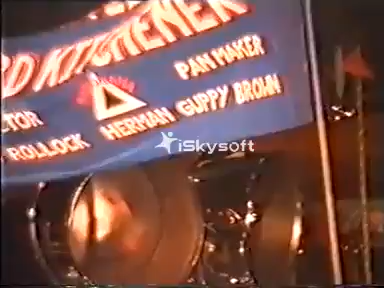 RD KITCHENER
PAN MAKER
CTOR
ROLLOCK HERMAN GUPPY BROWN
iSkysoft